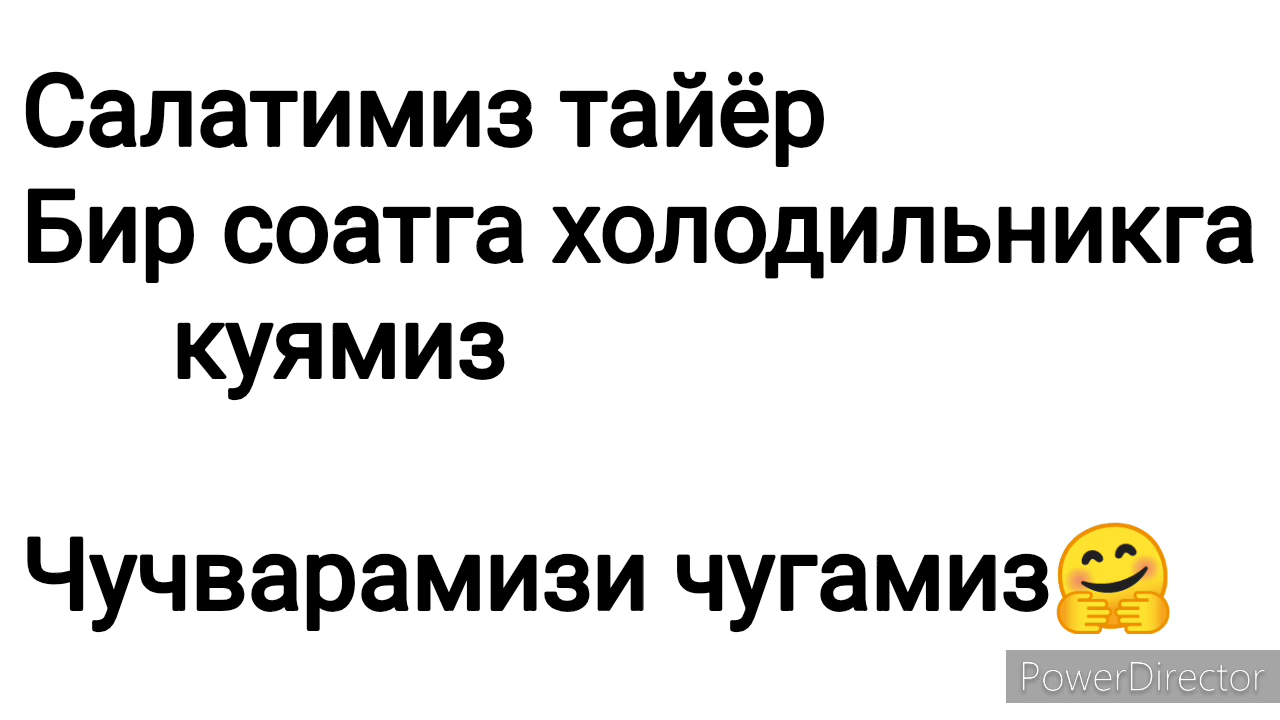 Салатимиз тайёр
Бир соатга холодильникга
куямиз
Чучварамизи чугамиз🤗
PowerDirector